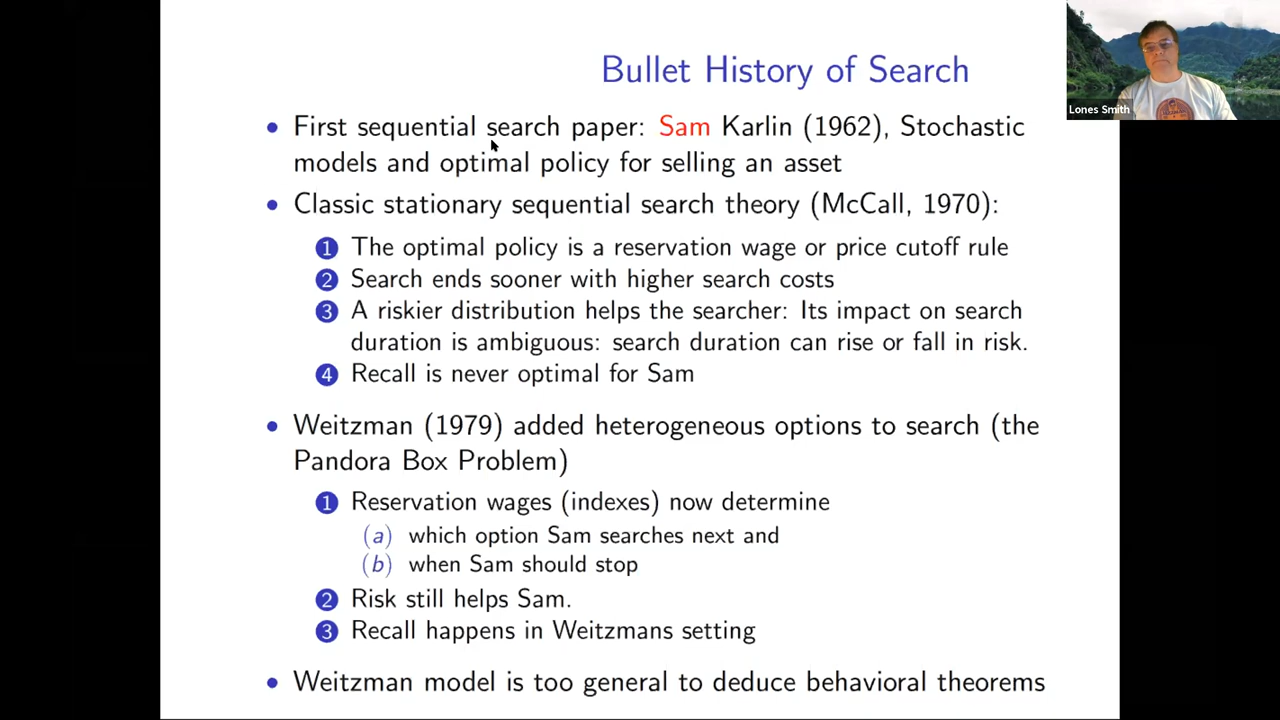 Bullet History of Search
Lones Smith
• First sequential search paper: Sam Karlin (1962), Stochastic
models and optimal policy for selling an asset
• Classic stationary sequential search theory (McCall, 1970):
1 The optimal policy is a reservation wage or price cutoff rule
2 Search ends sooner with higher search costs
3 A riskier distribution helps the searcher: Its impact on search
duration is ambiguous: search duration can rise or fall in risk.
4 Recall is never optimal for Sam
• Weitzman (1979) added heterogeneous options to search (the
Pandora Box Problem)
1 Reservation wages (indexes) now determine
(a) which option Sam searches next and
(b) when Sam should stop
2 Risk still helps Sam.
3 Recall happens in Weitzmans setting
• Weitzman model is too general to deduce behavioral theorems